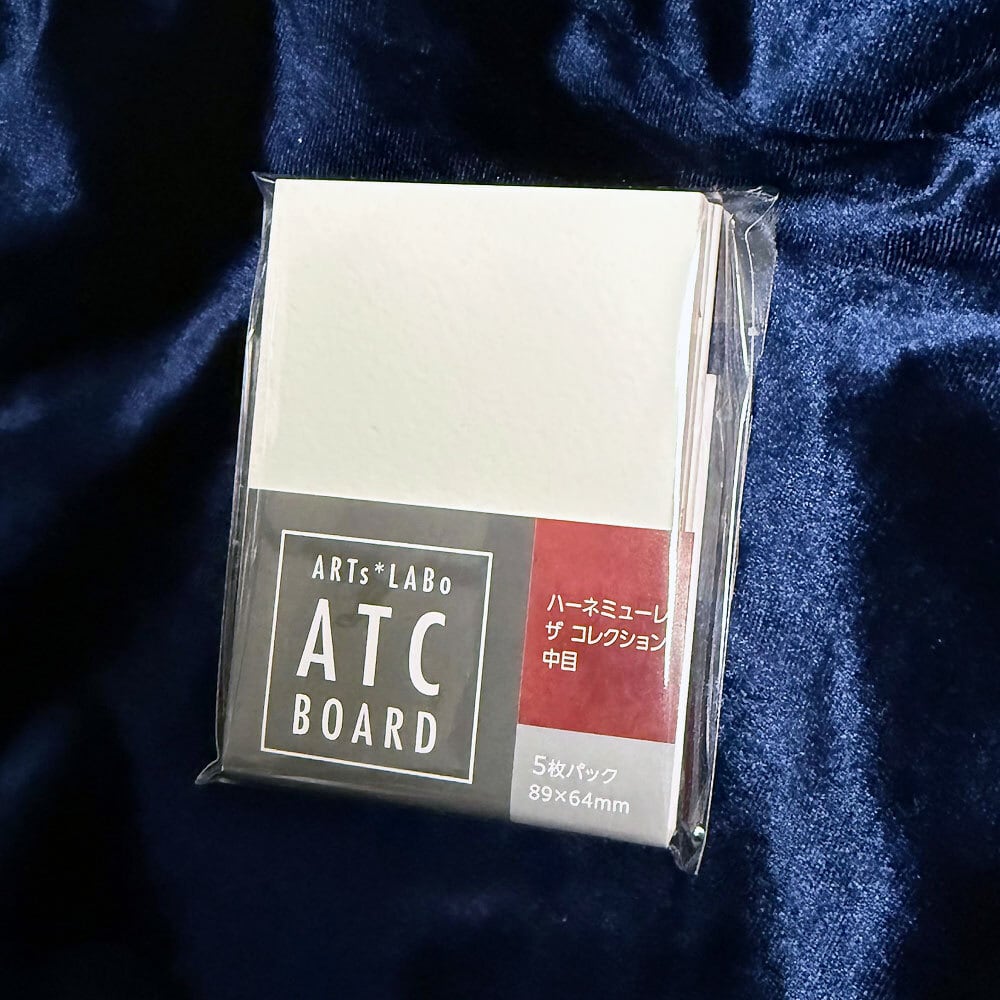 ARTs*LABo
ATC
BOARD
ハーネミューレ
ザ コレクション
中目
5枚パック
89×64mm